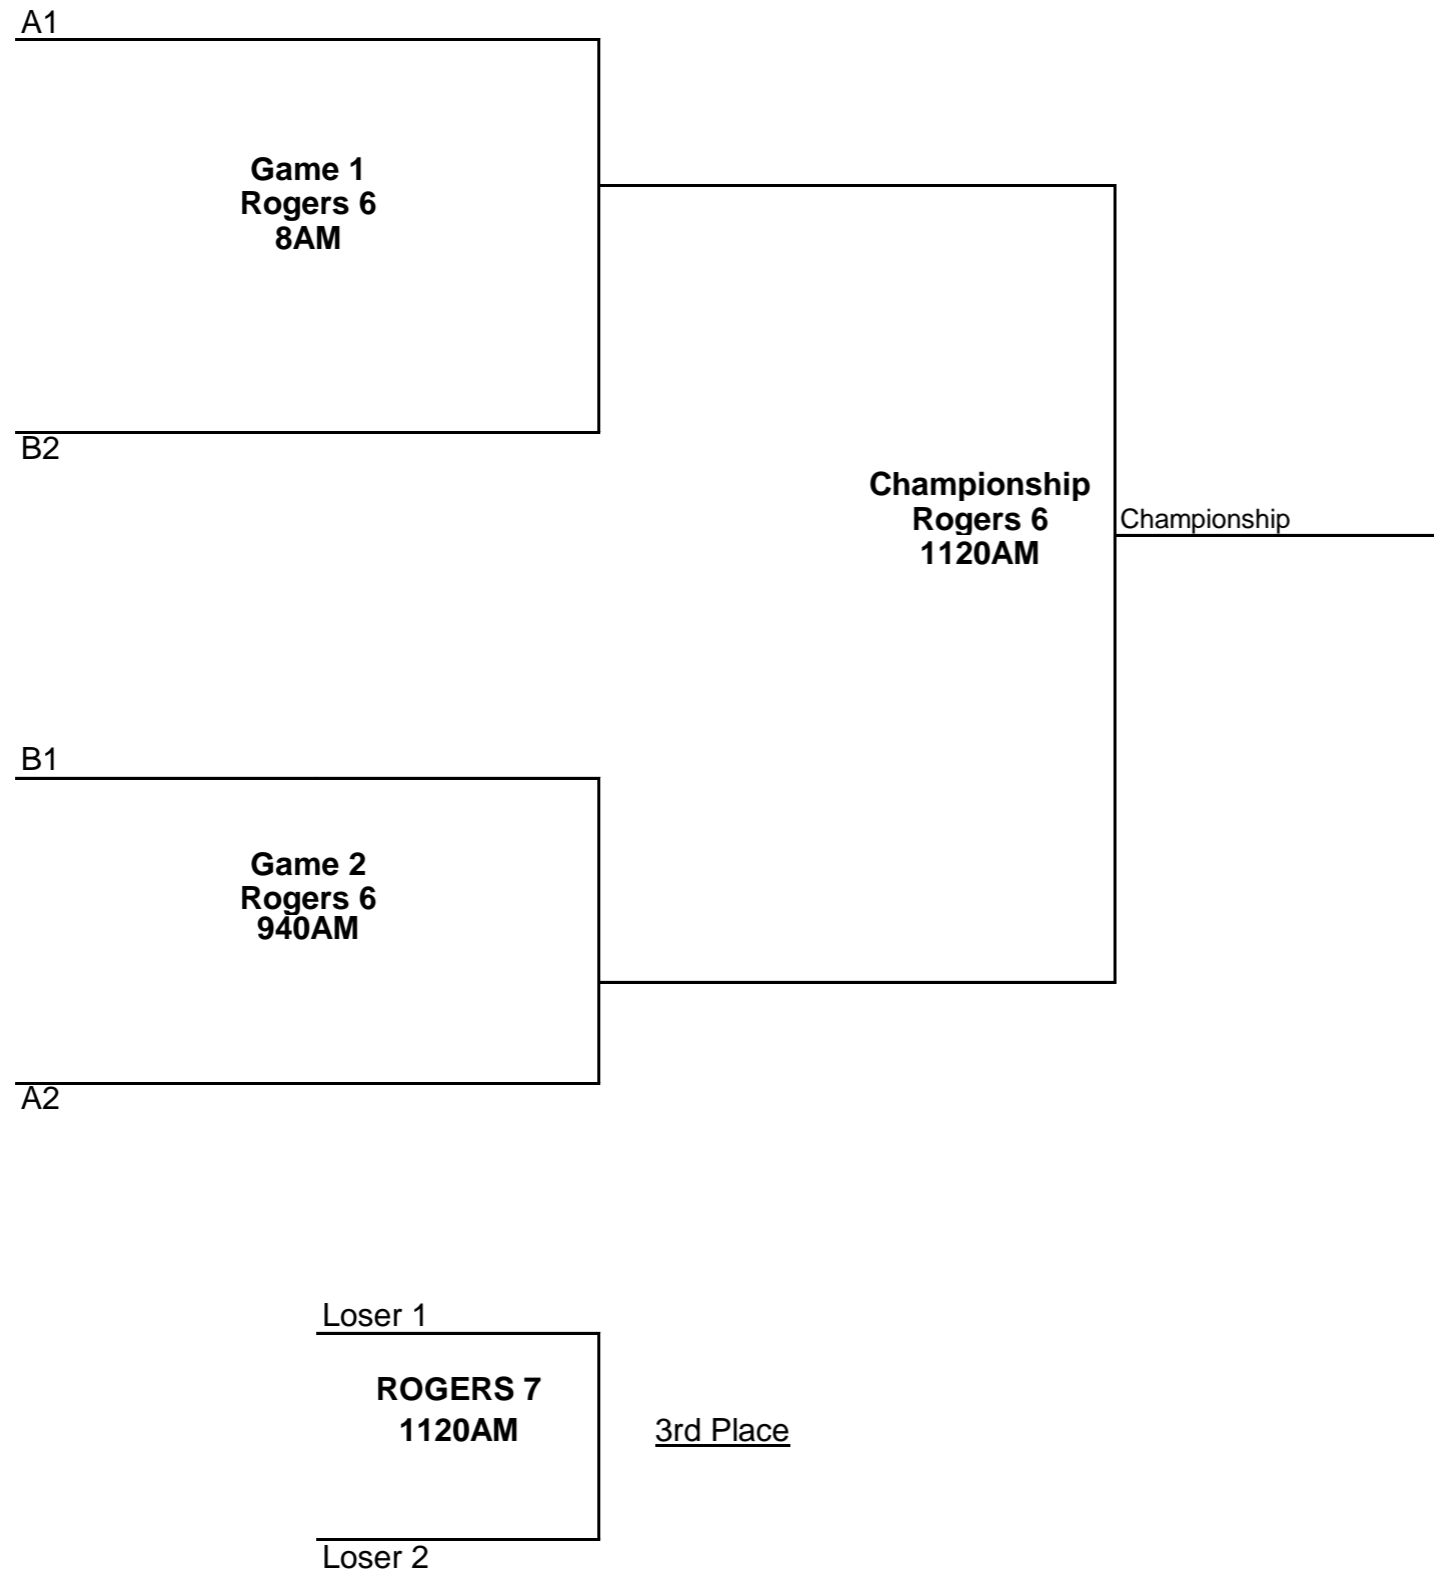 A1
Game 1
Rogers 6
8AM
B2
Championship
Rogers 6
1120AM
Championship
B1
Game 2
Rogers 6
940AM
A2
Loser 1
ROGERS 7
1120AM
3rd Place
Loser 2